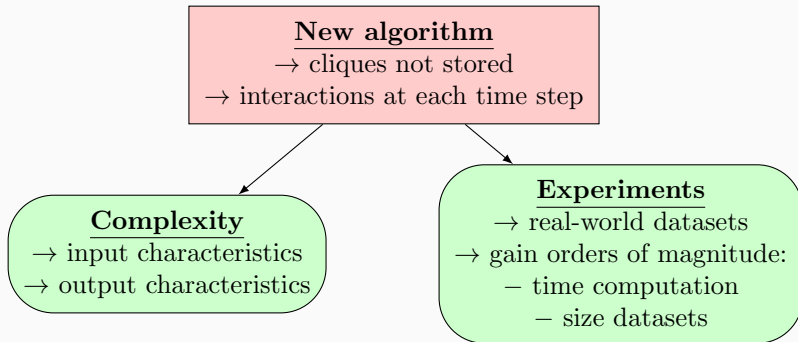 New algorithm
→ cliques not stored
→ interactions at each time step
Complexity
→ input characteristics
→ output characteristics
Experiments
→ real-world datasets
→ gain orders of magnitude:
– time computation
– size datasets